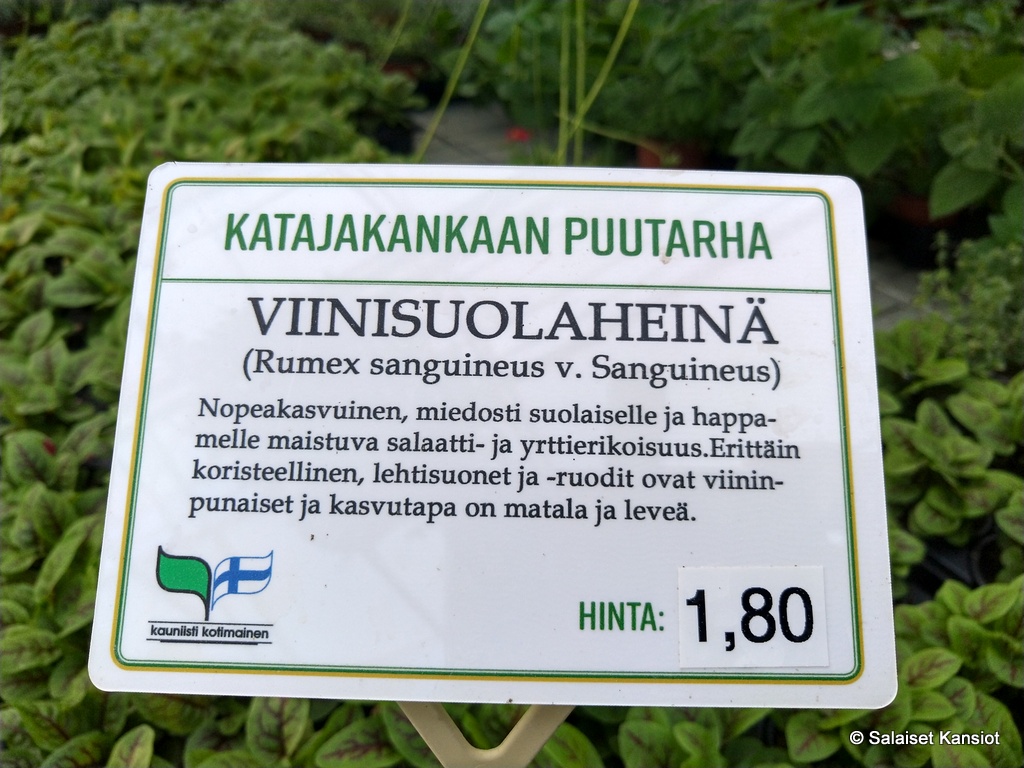 KATAJAKANKAAN PUUTARHA
VIINISUOLAHEINÄ
(Rumex sanguineus v. Sanguineus)
Nopeakasvuinen, miedosti suolaiselle ja happa-
melle maistuva salaatti- ja yrttierikoisuus.Erittäin
koristeellinen, lehtisuonet ja -ruodit ovat viinin-
punaiset ja kasvutapa on matala ja leveä.
kauniisti kotimainen
HINTA: 1,80
© Salaiset Kansiot